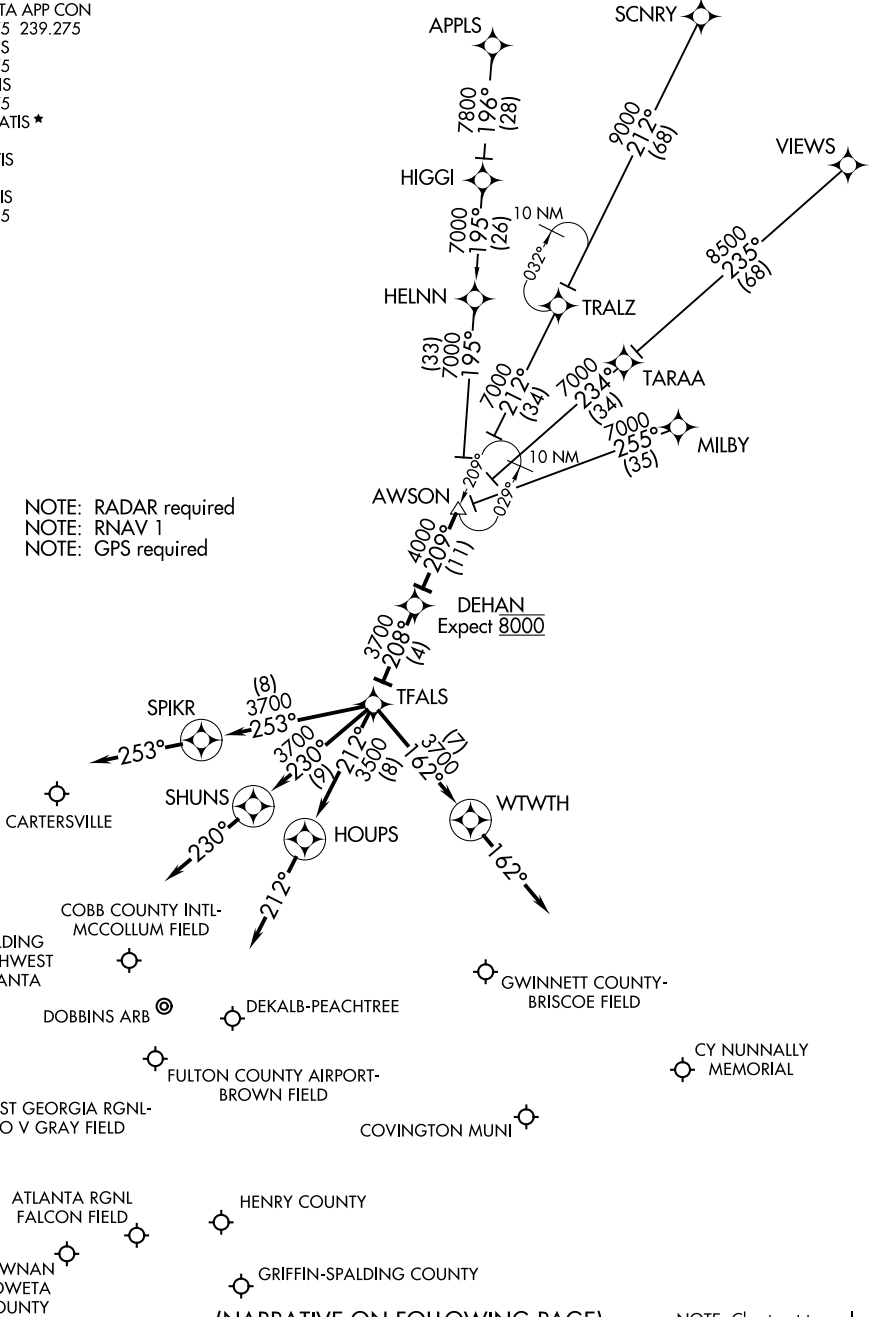 TA APP CON
5 239.275
S
5
IS
5
ATIS ★
TIS
IS
5
APPLS
SCNRY
VIEWS
7800
196°
(28)
9000
212°
(68)
8500
235°
(68)
HIGGI
10 NM
032°
7000
195°
(26)
HELNN
TRALZ
(33)
7000
195°
7000
212°
(34)
7000
234°
(34)
TARAA
7000
255°
(35)
MILBY
209°
10 NM
029°
AWSON
NOTE: RADAR required
NOTE: RNAV 1
NOTE: GPS required
4000
209°
(11)
DEHAN
Expect 8000
3700
208°
(4)
TFALS
SPIKR
(8)
3700
253°
253°
3700
230°
(9)
212°
3500
(8)
(7)
3700
162°
CARTERSVILLE
SHUNS
230°
HOUPS
212°
WTWTH
162°
COBB COUNTY INTL-
MCCOLLUM FIELD
LDING
HWEST
ANTA
GWINNETT COUNTY-
BRISCOE FIELD
DOBBINS ARB
DEKALB-PEACHTREE
CY NUNNALLY
MEMORIAL
FULTON COUNTY AIRPORT-
BROWN FIELD
ST GEORGIA RGNL-
O V GRAY FIELD
COVINGTON MUNI
ATLANTA RGNL
FALCON FIELD
HENRY COUNTY
WNAN
OWETA
OUNTY
GRIFFIN-SPALDING COUNTY
(NARRATIVE ON FOLLOWING PAGE)
NOTE: Chart not to scale